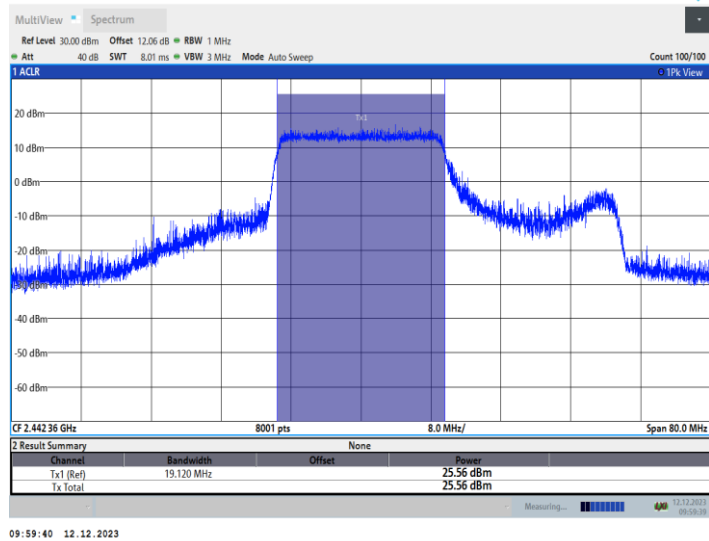 MultiView Spectrum
Ref Level 30.00 dBm Offset 12.06 dB RBW 1 MHz
Att 40 dB SWT 8.01 ms VBW 3 MHz Mode Auto Sweep Count 100/100
1 ACLR 1Pk View
Tx1
20 dBm
10 dBm
0 dBm
-10 dBm
-20 dBm
-30 dBm
-40 dBm
-50 dBm
-60 dBm
CF 2.442 36 GHz 8001 pts 8.0 MHz/ Span 80.0 MHz
2 Result Summary None
Channel Bandwidth Offset Power
Tx1 (Ref) 19.120 MHz 25.56 dBm
Tx Total 25.56 dBm
Measuring... 12.12.2023
09:59:39
09:59:40 12.12.2023